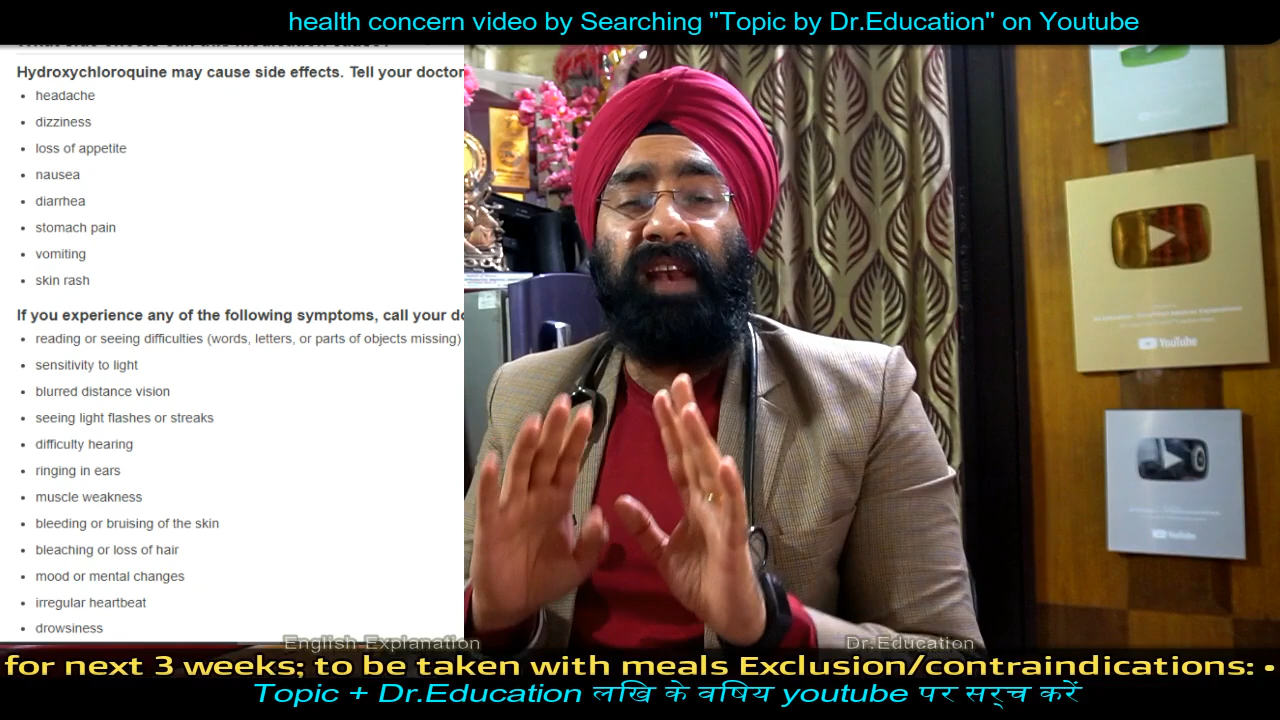 health concern video by Searching "Topic by Dr.Education" on Youtube
Hydroxychloroquine may cause side effects. Tell your doctor
• headache
• dizziness
• loss of appetite
• nausea
• diarrhea
• stomach pain
• vomiting
• skin rash
If you experience any of the following symptoms, call your do
• reading or seeing difficulties (words, letters, or parts of objects missing)
• sensitivity to light
• blurred distance vision
• seeing light flashes or streaks
• difficulty hearing
• ringing in ears
• muscle weakness
• bleeding or bruising of the skin
• bleaching or loss of hair
• mood or mental changes
• irregular heartbeat
• drowsiness
YouTube
YouTube
English Explanation
Dr.Education
for next 3 weeks; to be taken with meals Exclusion/contraindications: •
Topic + Dr.Education लिख के विषय youtube पर सर्च करें